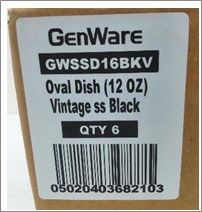 GenWare
GWSSD16BKV
Oval Dish (12 OZ)
Vintage ss Black
QTY 6
05020403682103